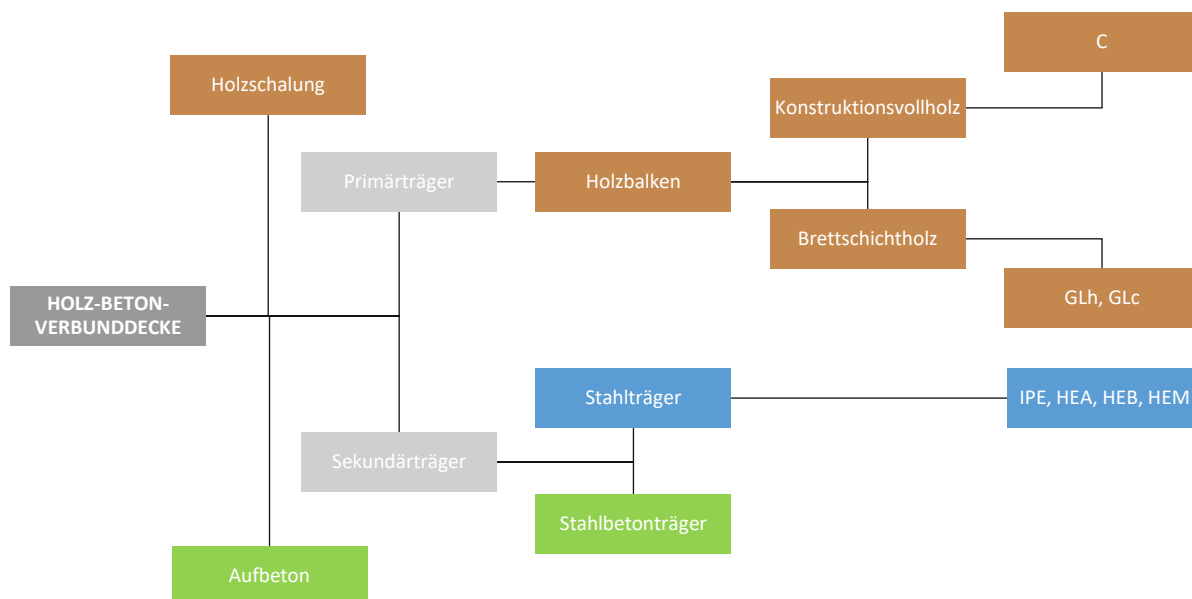 C
Holzschalung
Konstruktionsvollholz
Primärträger
Holzbalken
Brettschichtholz
HOLZ-BETON-
VERBUNDDECKE
GLh, GLc
Stahlträger
IPE, HEA, HEB, HEM
Sekundärträger
Stahlbetonträger
Aufbeton